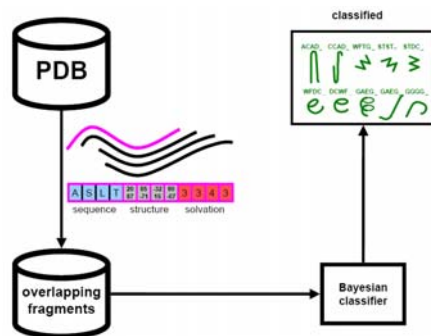 classified
ACAD_ CCAD_ WFTG_ STST_ STDC_
WFDC_ DCWF_ GAEG_ GAEG_ GGGG_
PDB
A S L T 3 3 4 3
sequence structure solvation
overlapping
fragments
Bayesian
classifier